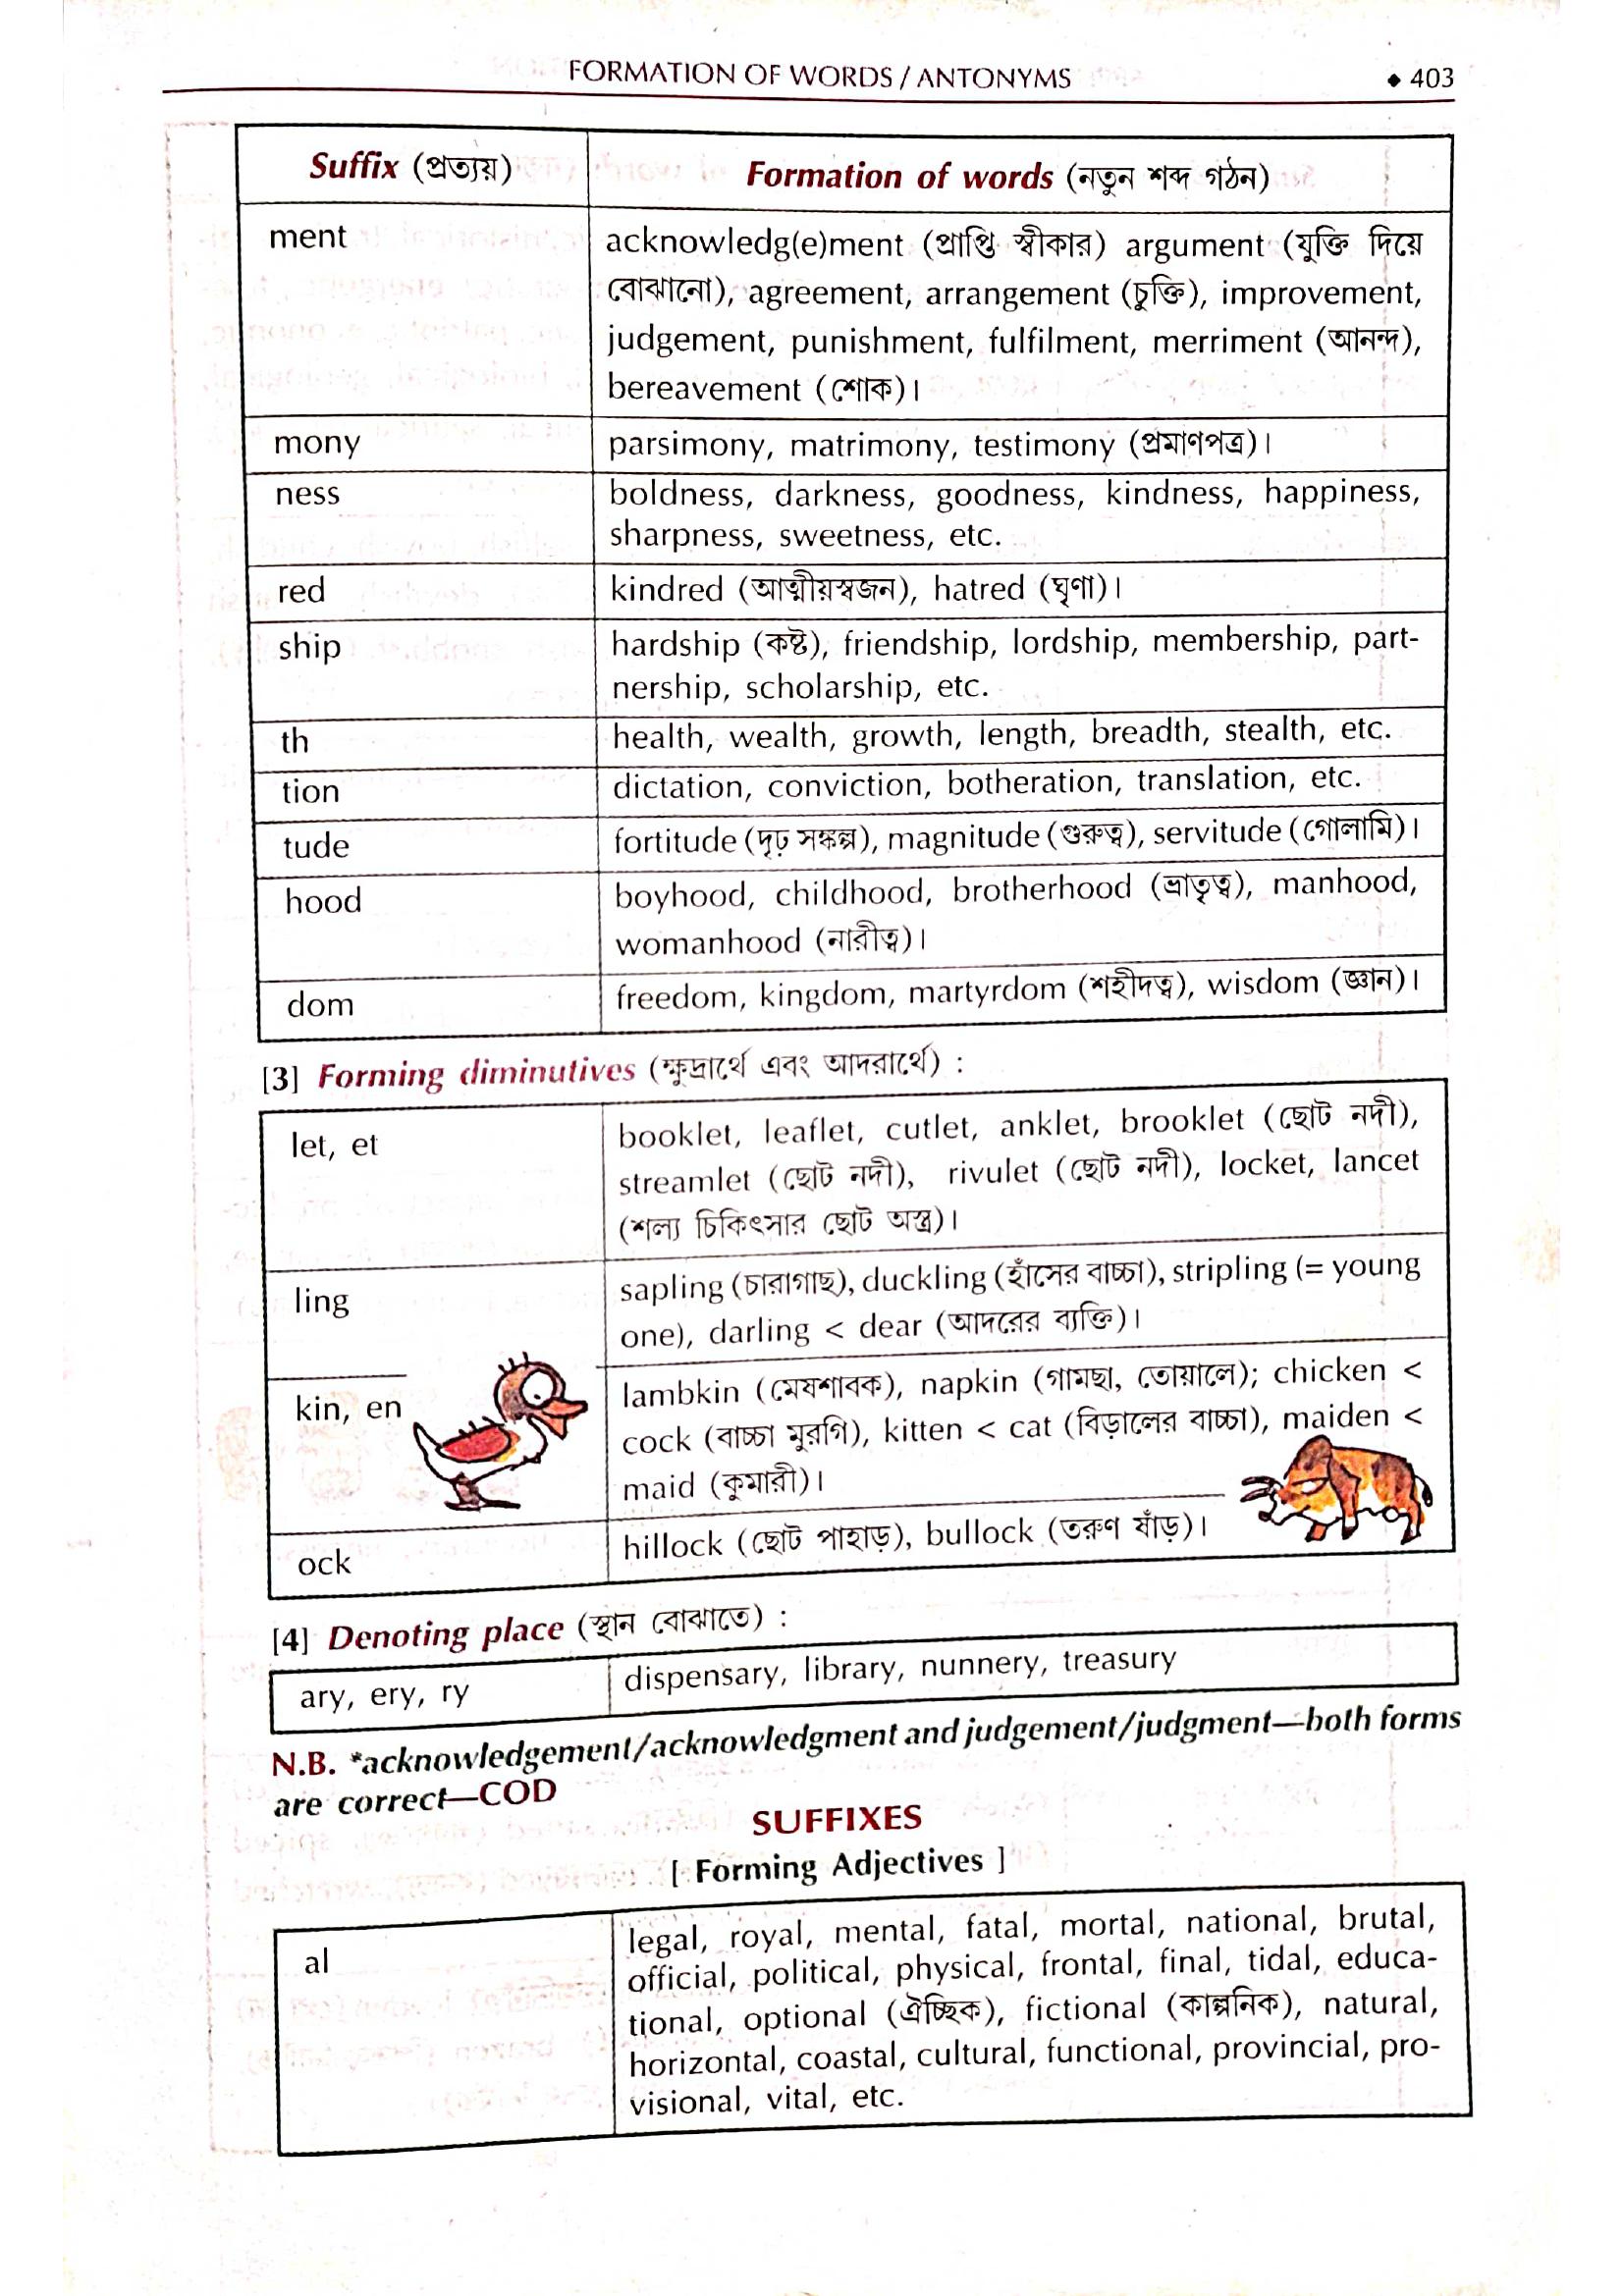 FORMATION OF WORDS / ANTONYMS ◆ 403
Suffix (প্রত্যয়) Formation of words (নতুন শব্দ গঠন)
ment acknowledg(e)ment (প্রাপ্তি স্বীকার) argument (যুক্তি দিয়ে
বোঝানো), agreement, arrangement (চুক্তি), improvement,
judgement, punishment, fulfilment, merriment (আনন্দ),
bereavement (শোক)।
mony parsimony, matrimony, testimony (প্রমাণপত্র)।
ness boldness, darkness, goodness, kindness, happiness,
sharpness, sweetness, etc.
red kindred (আত্মীয়স্বজন), hatred (ঘৃণা)।
ship hardship (কষ্ট), friendship, lordship, membership, part-
nership, scholarship, etc.
th health, wealth, growth, length, breadth, stealth, etc.
tion dictation, conviction, botheration, translation, etc.
tude fortitude (দৃঢ় সঙ্কল্প), magnitude (গুরুত্ব), servitude (গোলামি)।
hood boyhood, childhood, brotherhood (ভ্রাতৃত্ব), manhood,
womanhood (নারীত্ব)।
dom freedom, kingdom, martyrdom (শহীদত্ব), wisdom (জ্ঞান)।
[3] Forming diminutives (ক্ষুদ্রার্থে এবং আদরার্থে) :
let, et booklet, leaflet, cutlet, anklet, brooklet (ছোট নদী),
streamlet (ছোট নদী), rivulet (ছোট নদী), locket, lancet
(শল্য চিকিৎসার ছোট অস্ত্র)।
ling sapling (চারাগাছ), duckling (হাঁসের বাচ্চা), stripling (= young
one), darling < dear (আদরের ব্যক্তি)।
kin, en lambkin (মেষশাবক), napkin (গামছা, তোয়ালে); chicken <
cock (বাচ্চা মুরগি), kitten < cat (বিড়ালের বাচ্চা), maiden <
maid (কুমারী)।
ock hillock (ছোট পাহাড়), bullock (তরুণ ষাঁড়)।
[4] Denoting place (স্থান বোঝাতে) :
ary, ery, ry dispensary, library, nunnery, treasury
N.B. *acknowledgement/acknowledgment and judgement/judgment—both forms
are correct—COD
SUFFIXES
[ Forming Adjectives ]
al legal, royal, mental, fatal, mortal, national, brutal,
official, political, physical, frontal, final, tidal, educa-
tional, optional (ঐচ্ছিক), fictional (কাল্পনিক), natural,
horizontal, coastal, cultural, functional, provincial, pro-
visional, vital, etc.